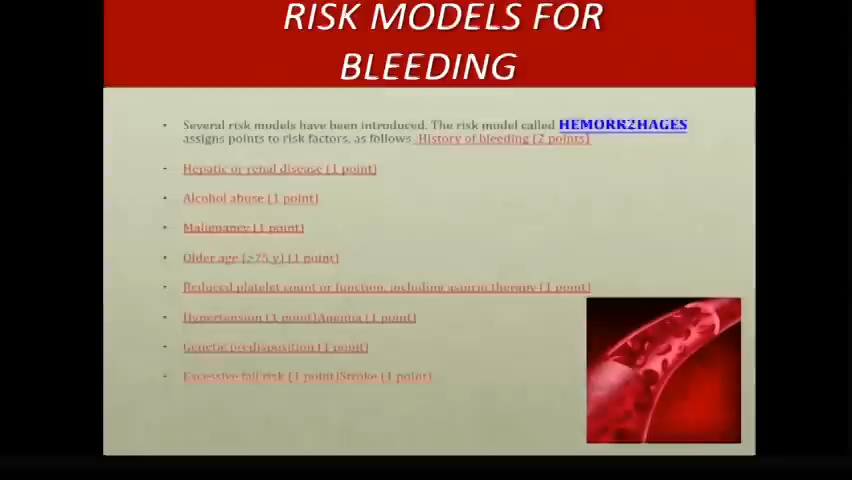 RISK MODELS FOR
BLEEDING
• Several risk models have been introduced. The risk model called HEMORR2HAGES
assigns points to risk factors, as follows :History of bleeding (2 points)
• Hepatic or renal disease (1 point)
• Alcohol abuse (1 point)
• Malignancy (1 point)
• Older age (>75 y) (1 point)
• Reduced platelet count or function, including aspirin therapy (1 point)
• Hypertension (1 point)Anemia (1 point)
• Genetic predisposition (1 point)
• Excessive fall risk (1 point)Stroke (1 point)